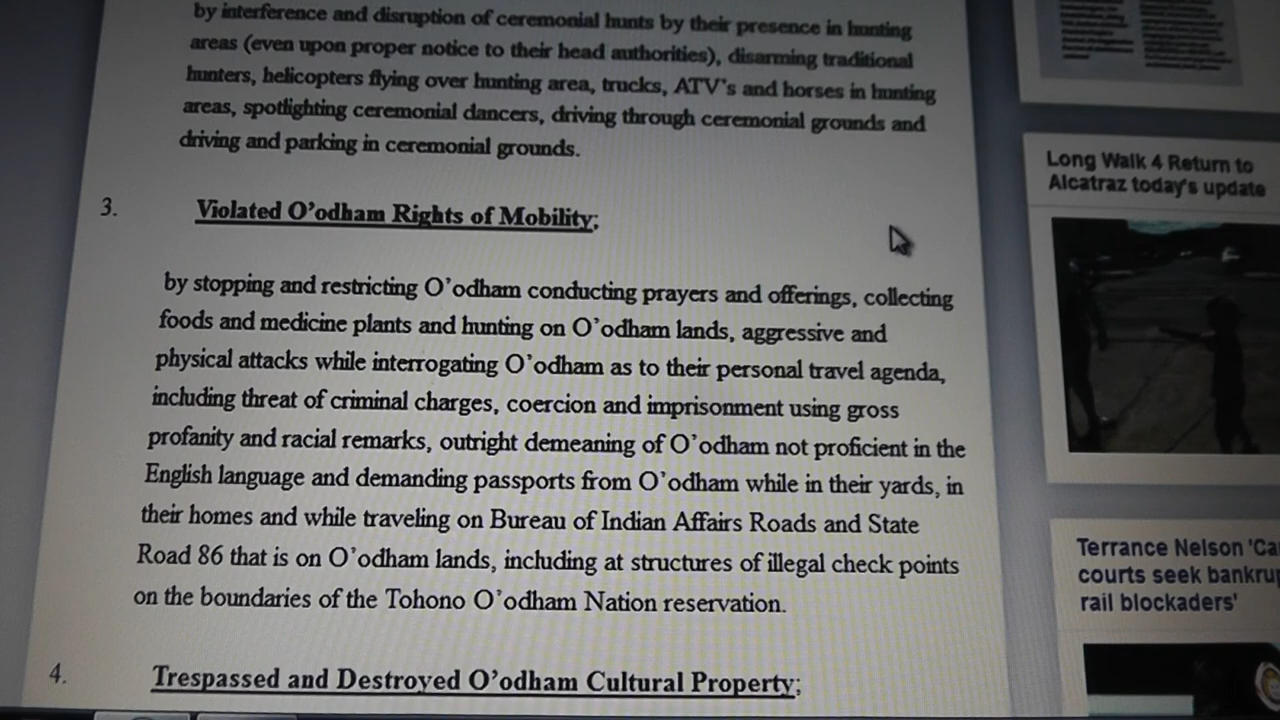 by interference and disruption of ceremonial hunts by their presence in hunting
areas (even upon proper notice to their head authorities), disarming traditional
hunters, helicopters flying over hunting area, trucks, ATV's and horses in hunting
areas, spotlighting ceremonial dancers, driving through ceremonial grounds and
driving and parking in ceremonial grounds.
3. Violated O'odham Rights of Mobility;
by stopping and restricting O'odham conducting prayers and offerings, collecting
foods and medicine plants and hunting on O'odham lands, aggressive and
physical attacks while interrogating O'odham as to their personal travel agenda,
including threat of criminal charges, coercion and imprisonment using gross
profanity and racial remarks, outright demeaning of O'odham not proficient in the
English language and demanding passports from O'odham while in their yards, in
their homes and while traveling on Bureau of Indian Affairs Roads and State
Road 86 that is on O'odham lands, including at structures of illegal check points
on the boundaries of the Tohono O'odham Nation reservation.
4. Trespassed and Destroyed O'odham Cultural Property;
Long Walk 4 Return to
Alcatraz today's update
Terrance Nelson 'Ca
courts seek bankru
rail blockaders'